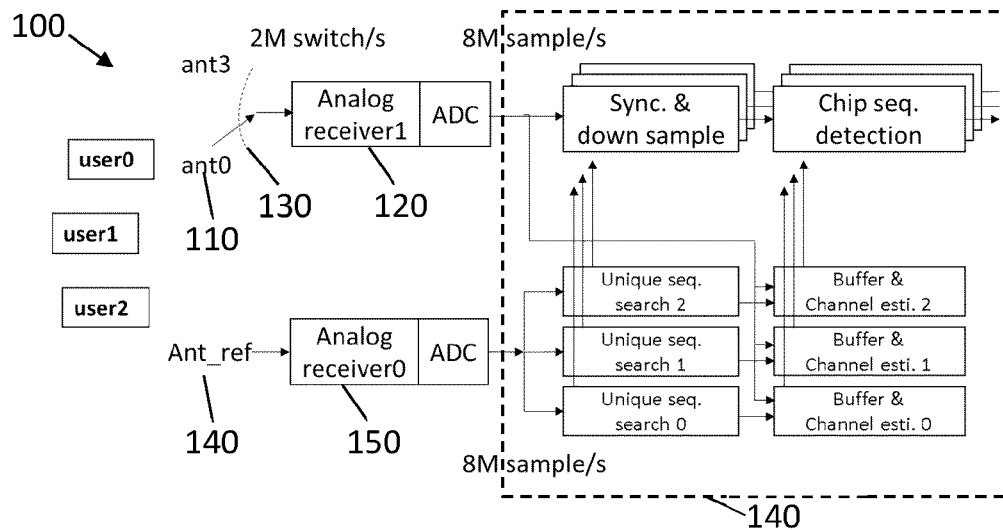 100
2M switch/s
8M sample/s
ant3
Analog receiver1
ADC
Sync. & down sample
Chip seq. detection
user0
ant0
130
120
user1
110
user2
Unique seq. search 2
Buffer & Channel esti. 2
Ant_ref
Analog receiver0
ADC
Unique seq. search 1
Buffer & Channel esti. 1
Unique seq. search 0
Buffer & Channel esti. 0
140
150
8M sample/s
140